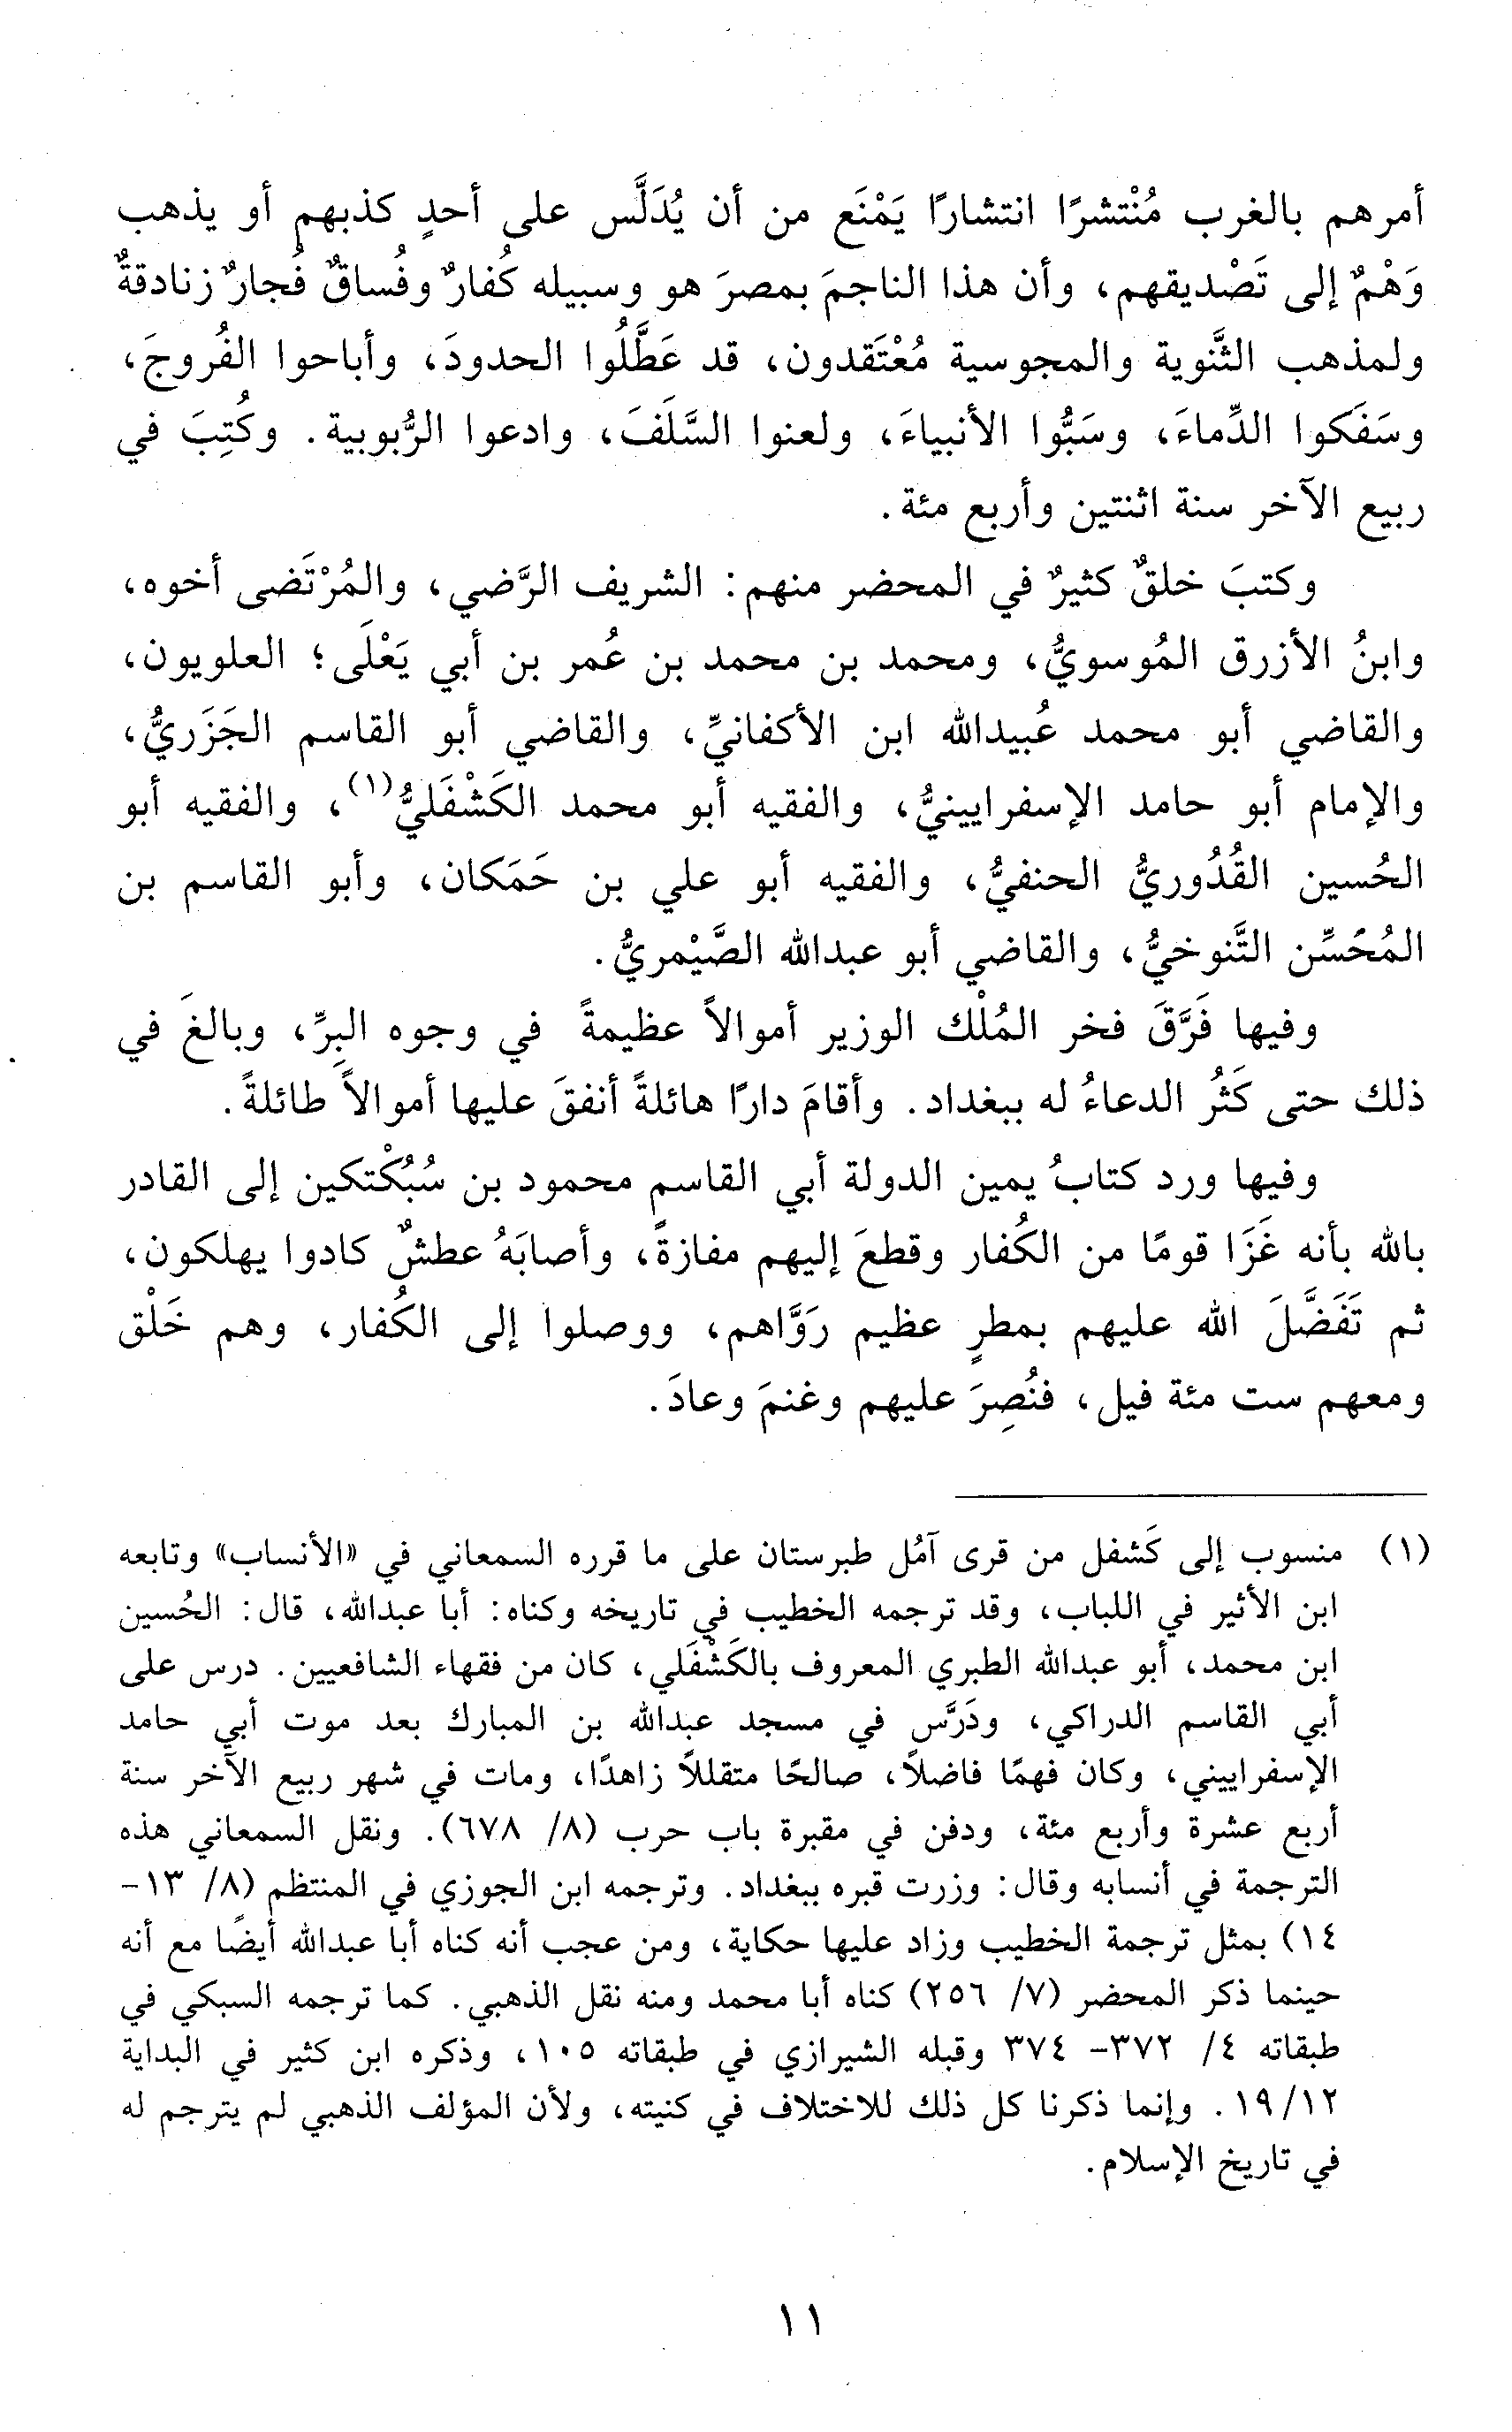 أمرهم بالغرب مُنْتشرًا انتشارًا يَمْنَع من أن يُدَلَّس على أحدٍ كذبهم أو يذهب
وَهْمٌ إلى تَصْديقهم، وأن هذا الناجمَ بمصرَ هو وسبيله كُفارٌ وفُساقٌ فُجارٌ زنادقةٌ
ولمذهب الثَّنوية والمجوسية مُعْتَقدون، قد عَطَّلُوا الحدودَ، وأباحوا الفُروجَ،
وسَفَكوا الدِّماءَ، وسَبُّوا الأنبياءَ، ولعنوا السَّلَفَ، وادعوا الرُّبوبية. وكُتِبَ في
ربيع الآخر سنة اثنتين وأربع مئة.
وكتبَ خلقٌ كثيرٌ في المحضر منهم: الشريف الرَّضي، والمُرْتَضى أخوه،
وابنُ الأزرق المُوسويُّ، ومحمد بن محمد بن عُمر بن أبي يَعْلَى؛ العلويون،
والقاضي أبو محمد عُبيدالله ابن الأكفانيِّ، والقاضي أبو القاسم الجَزَريُّ،
والإمام أبو حامد الإسفرايينيُّ، والفقيه أبو محمد الكَشْفَليُّ(١)، والفقيه أبو
الحُسين القُدُوريُّ الحنفيُّ، والفقيه أبو علي بن حَمَكان، وأبو القاسم بن
المُحَسِّن التَّنوخيُّ، والقاضي أبو عبدالله الصَّيْمريُّ.
وفيها فَرَّقَ فخر المُلْك الوزير أموالاً عظيمةً في وجوه البِرِّ، وبالغَ في
ذلك حتى كَثُر الدعاءُ له ببغداد. وأقامَ دارًا هائلةً أنفقَ عليها أموالاً طائلةً.
وفيها ورد كتابُ يمين الدولة أبي القاسم محمود بن سُبُكْتكين إلى القادر
بالله بأنه غَزَا قومًا من الكُفار وقطعَ إليهم مفازةً، وأصابَهُ عطشٌ كادوا يهلكون،
ثم تَفَضَّلَ الله عليهم بمطرٍ عظيم رَوَّاهم، ووصلوا إلى الكُفار، وهم خَلْق
ومعهم ست مئة فيل، فنُصِرَ عليهم وغنمَ وعادَ.
(١) منسوب إلى كَشفل من قرى آمُل طبرستان على ما قرره السمعاني في «الأنساب» وتابعه
ابن الأثير في اللباب، وقد ترجمه الخطيب في تاريخه وكناه: أبا عبدالله، قال: الحُسين
ابن محمد، أبو عبدالله الطبري المعروف بالكَشْفَلي، كان من فقهاء الشافعيين. درس على
أبي القاسم الدراكي، ودَرَّس في مسجد عبدالله بن المبارك بعد موت أبي حامد
الإسفراييني، وكان فهمًا فاضلاً، صالحًا متقللاً زاهدًا، ومات في شهر ربيع الآخر سنة
أربع عشرة وأربع مئة، ودفن في مقبرة باب حرب (٨/ ٦٧٨). ونقل السمعاني هذه
الترجمة في أنسابه وقال: وزرت قبره ببغداد. وترجمه ابن الجوزي في المنتظم (٨/ ١٣-
١٤) بمثل ترجمة الخطيب وزاد عليها حكاية، ومن عجب أنه كناه أبا عبدالله أيضًا مع أنه
حينما ذكر المحضر (٧/ ٢٥٦) كناه أبا محمد ومنه نقل الذهبي. كما ترجمه السبكي في
طبقاته ٤/ ٣٧٢- ٣٧٤ وقبله الشيرازي في طبقاته ١٠٥، وذكره ابن كثير في البداية
١٩/١٢. وإنما ذكرنا كل ذلك للاختلاف في كنيته، ولأن المؤلف الذهبي لم يترجم له
في تاريخ الإسلام.
١١